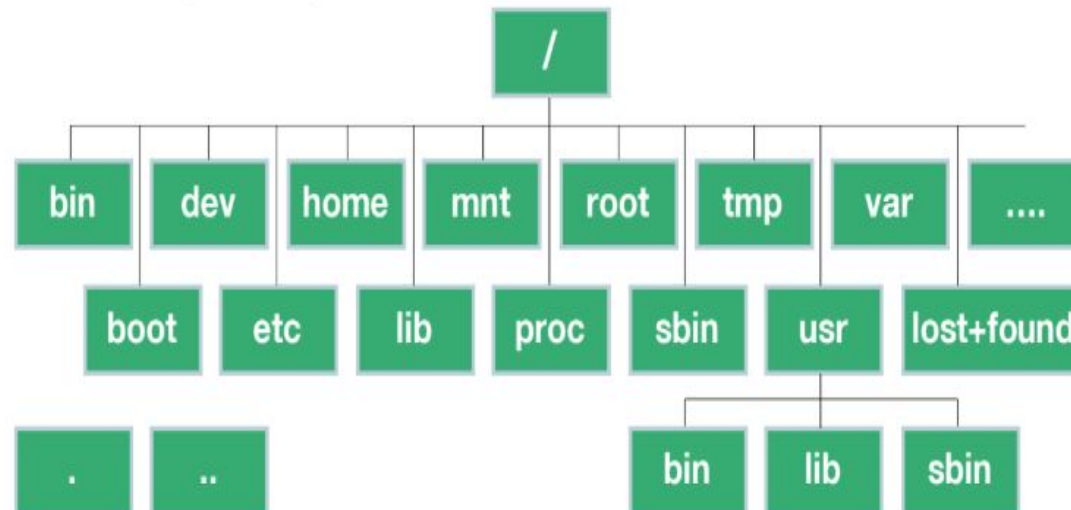 /
bin dev home mnt root tmp var ....
boot etc lib proc sbin usr lost+found
. .. bin lib sbin